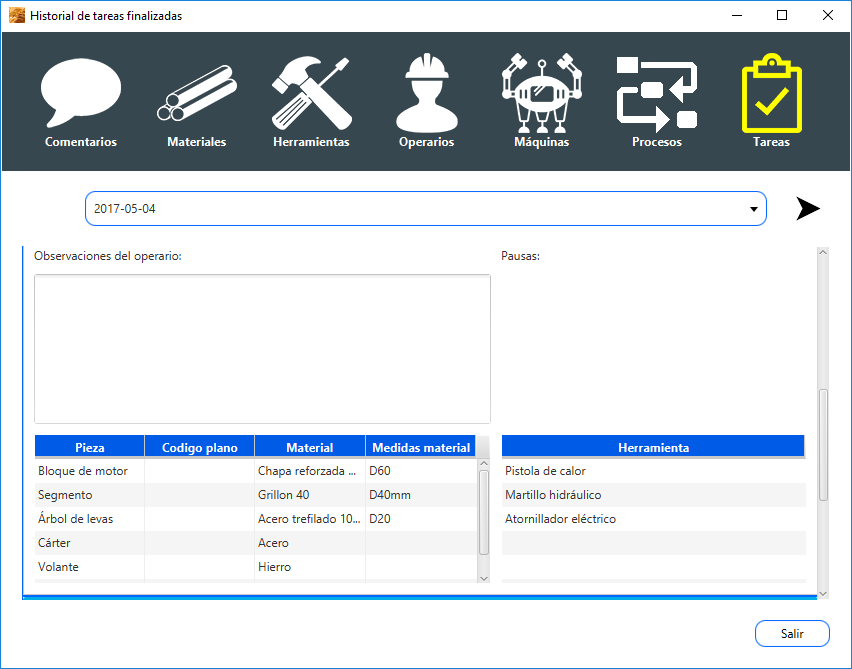 Historial de tareas finalizadas
Comentarios Materiales Herramientas Operarios Máquinas Procesos Tareas
2017-05-04
Observaciones del operario: Pausas:
Pieza Codigo plano Material Medidas material Herramienta
Bloque de motor Chapa reforzada ... D60 Pistola de calor
Segmento Grillon 40 D40mm Martillo hidráulico
Árbol de levas Acero trefilado 10... D20 Atornillador eléctrico
Cárter Acero
Volante Hierro
Salir